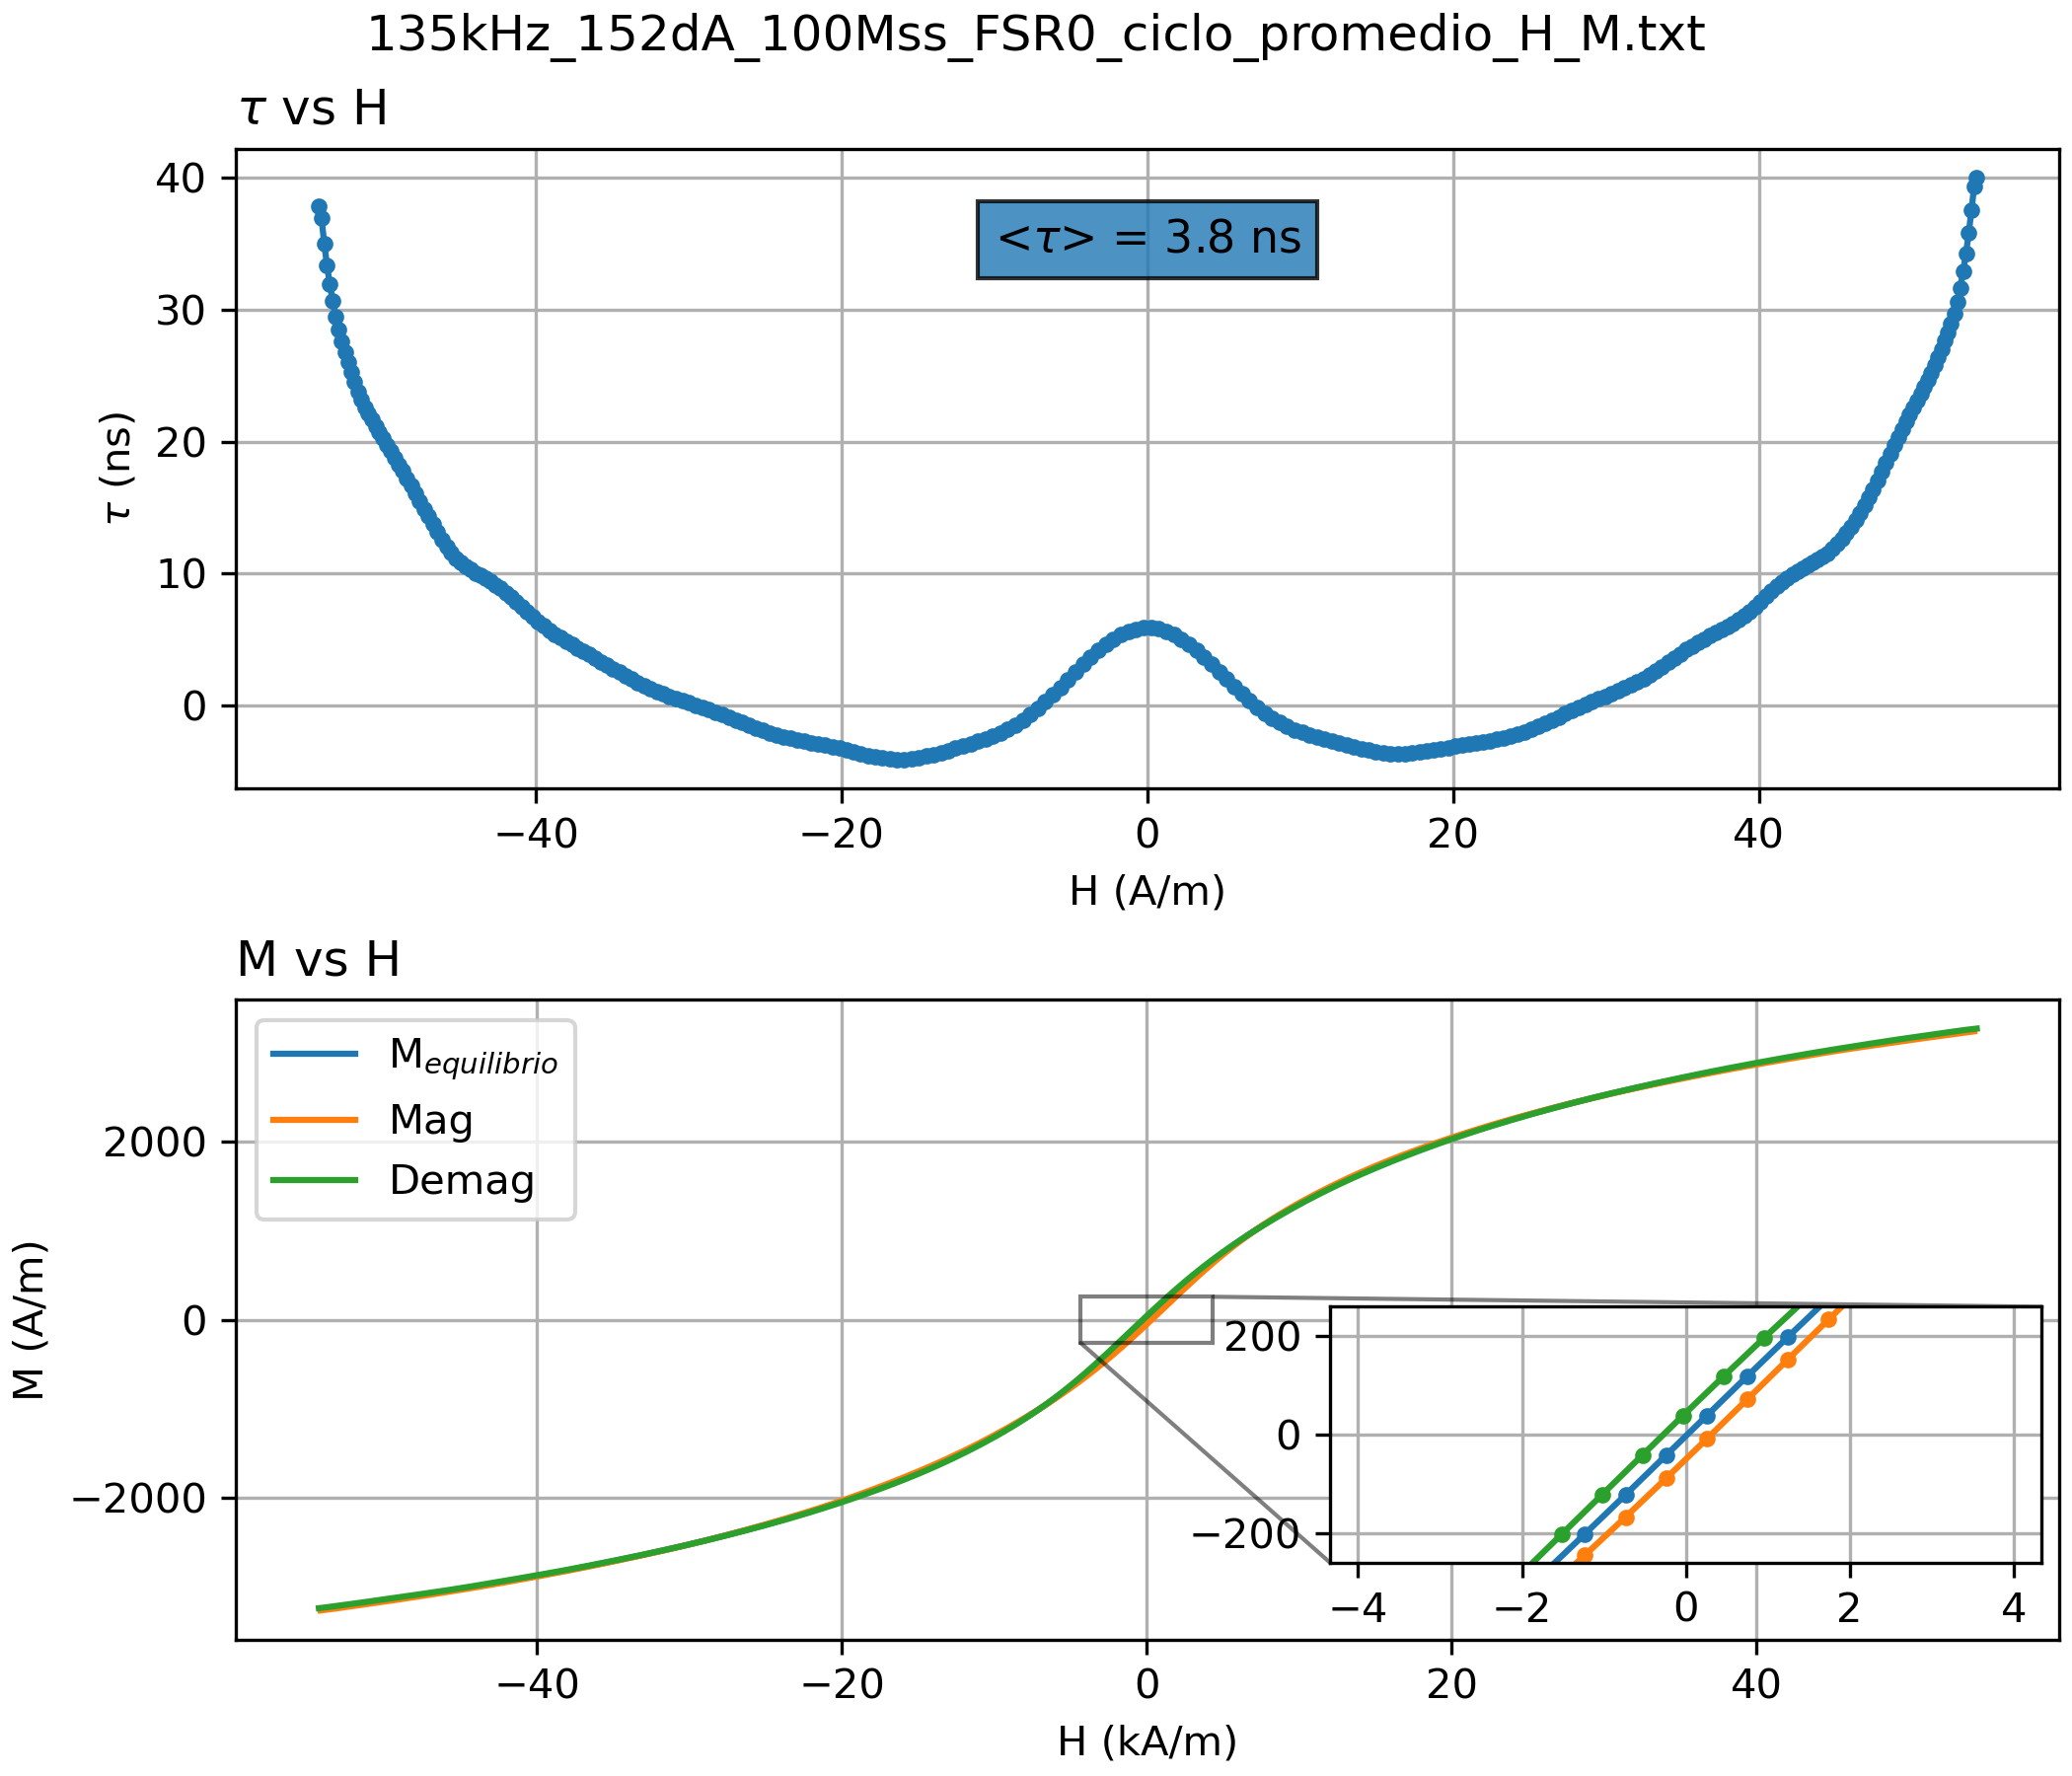 135kHz_152dA_100Mss_FSR0_ciclo_promedio_H_M.txt
τ vs H
40
30
20
10
0
τ (ns)
<τ> = 3.8 ns
−40 −20 0 20 40
H (A/m)
M vs H
2000
0
−2000
M (A/m)
Mequilibrio
Mag
Demag
200
0
−200
−4 −2 0 2 4
−40 −20 0 20 40
H (kA/m)